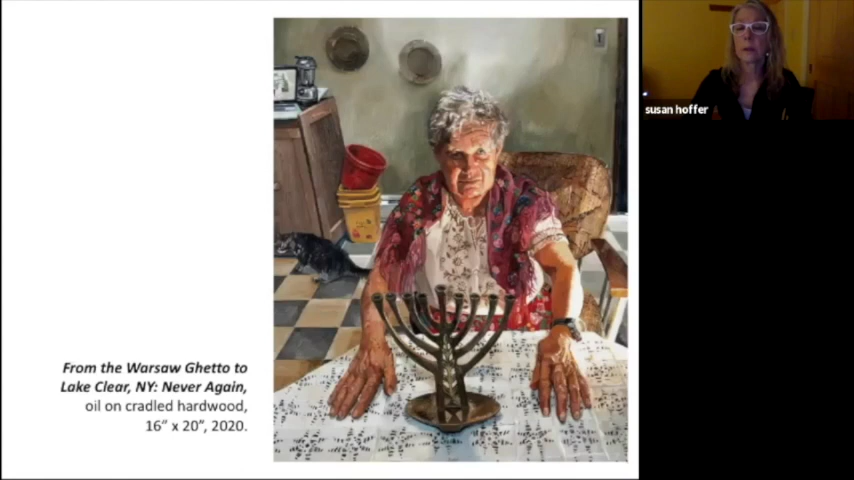 From the Warsaw Ghetto to
Lake Clear, NY: Never Again,
oil on cradled hardwood,
16” x 20”, 2020.
susan hoffer